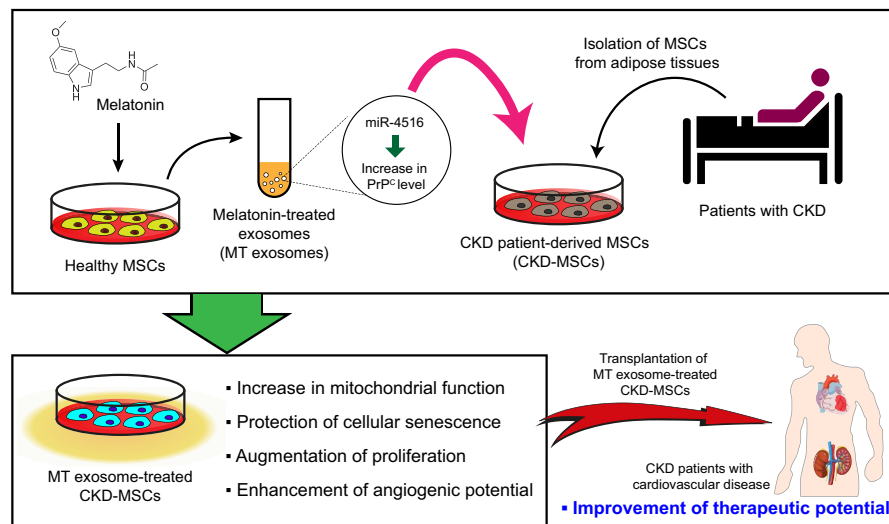 O
N
H
H
N
O
Melatonin
Healthy MSCs
Melatonin-treated
exosomes
(MT exosomes)
miR-4516
Increase in
PrPᶜ level
CKD patient-derived MSCs
(CKD-MSCs)
Isolation of MSCs
from adipose tissues
Patients with CKD
MT exosome-treated
CKD-MSCs
▪ Increase in mitochondrial function
▪ Protection of cellular senescence
▪ Augmentation of proliferation
▪ Enhancement of angiogenic potential
Transplantation of
MT exosome-treated
CKD-MSCs
CKD patients with
cardiovascular disease
▪ Improvement of therapeutic potential